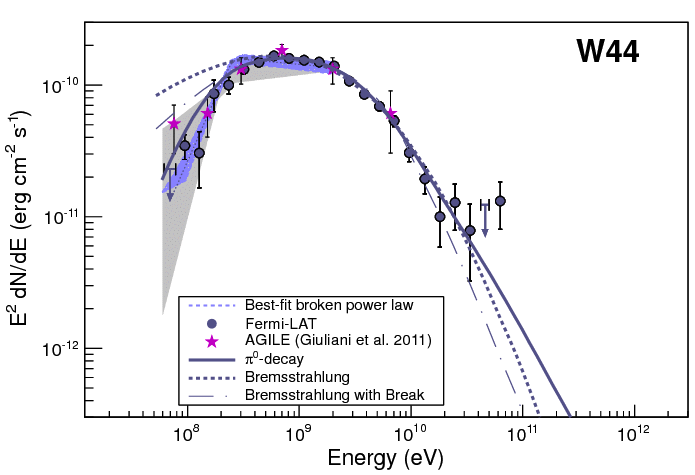 W44
10⁻¹⁰
10⁻¹¹
10⁻¹²
E² dN/dE (erg cm⁻² s⁻¹)
Best-fit broken power law
Fermi-LAT
AGILE (Giuliani et al. 2011)
π⁰-decay
Bremsstrahlung
Bremsstrahlung with Break
10⁸ 10⁹ 10¹⁰ 10¹¹ 10¹²
Energy (eV)